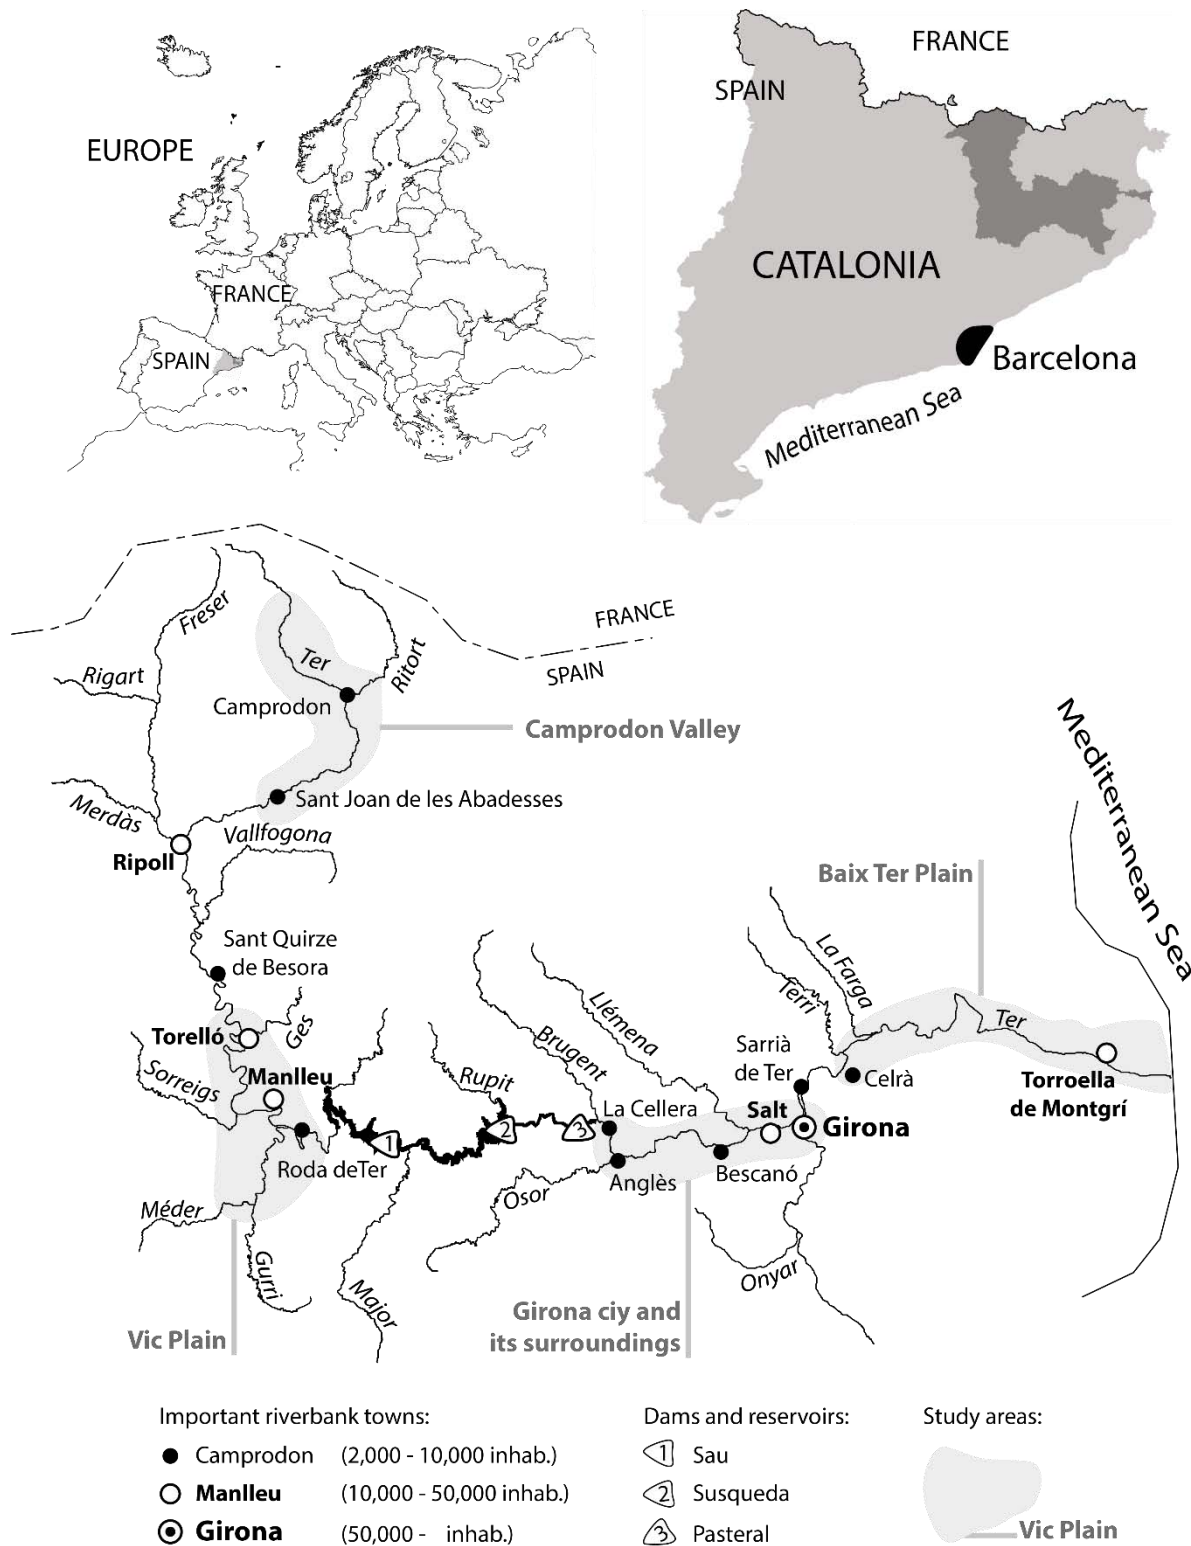 EUROPE
FRANCE
SPAIN
FRANCE
SPAIN
CATALONIA
Barcelona
Mediterranean Sea
Freser
FRANCE
SPAIN
Ter
Ritort
Rigart
Camprodon
Camprodon Valley
Merdàs
Sant Joan de les Abadesses
Vallfogona
Ripoll
Mediterranean Sea
Baix Ter Plain
Sant Quirze
de Besora
La Farga
Terri
Llémena
Brugent
Ges
Torelló
Ter
Sarrià
de Ter
Celrà
Torroella
de Montgrí
Sorreigs
Manlleu
Rupit
La Cellera
Salt
Girona
1
2
3
Roda deTer
Anglès
Bescanó
Osor
Méder
Gurri
Major
Onyar
Girona ciy and
its surroundings
Vic Plain
Important riverbank towns:
Camprodon (2,000 - 10,000 inhab.)
Manlleu (10,000 - 50,000 inhab.)
Girona (50,000 - inhab.)
Dams and reservoirs:
1 Sau
2 Susqueda
3 Pasteral
Study areas:
Vic Plain